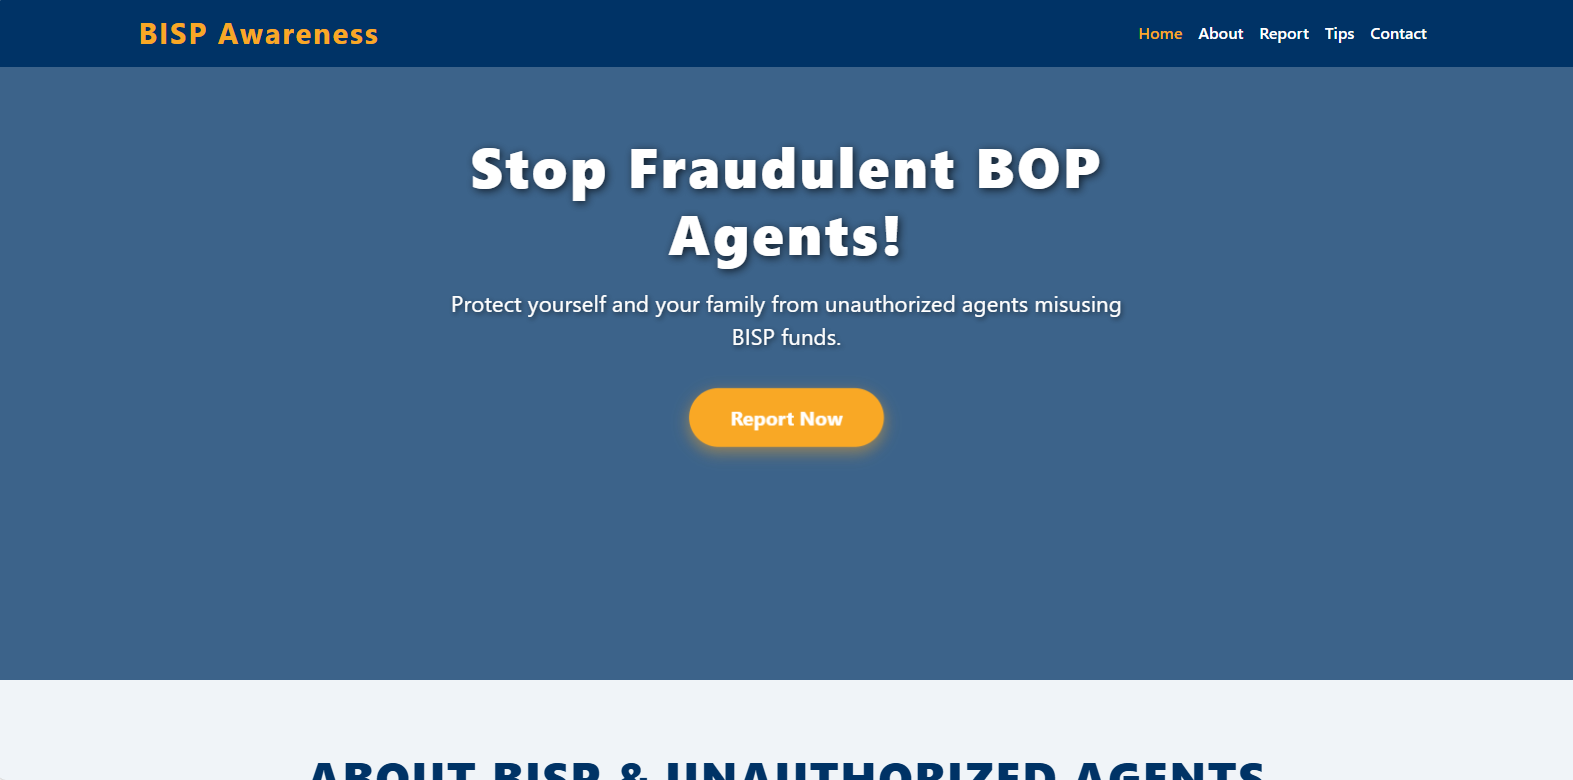 BISP Awareness
Home About Report Tips Contact
Stop Fraudulent BOP
Agents!
Protect yourself and your family from unauthorized agents misusing
BISP funds.
Report Now
ABOUT BISP & UNAUTHORIZED AGENTS